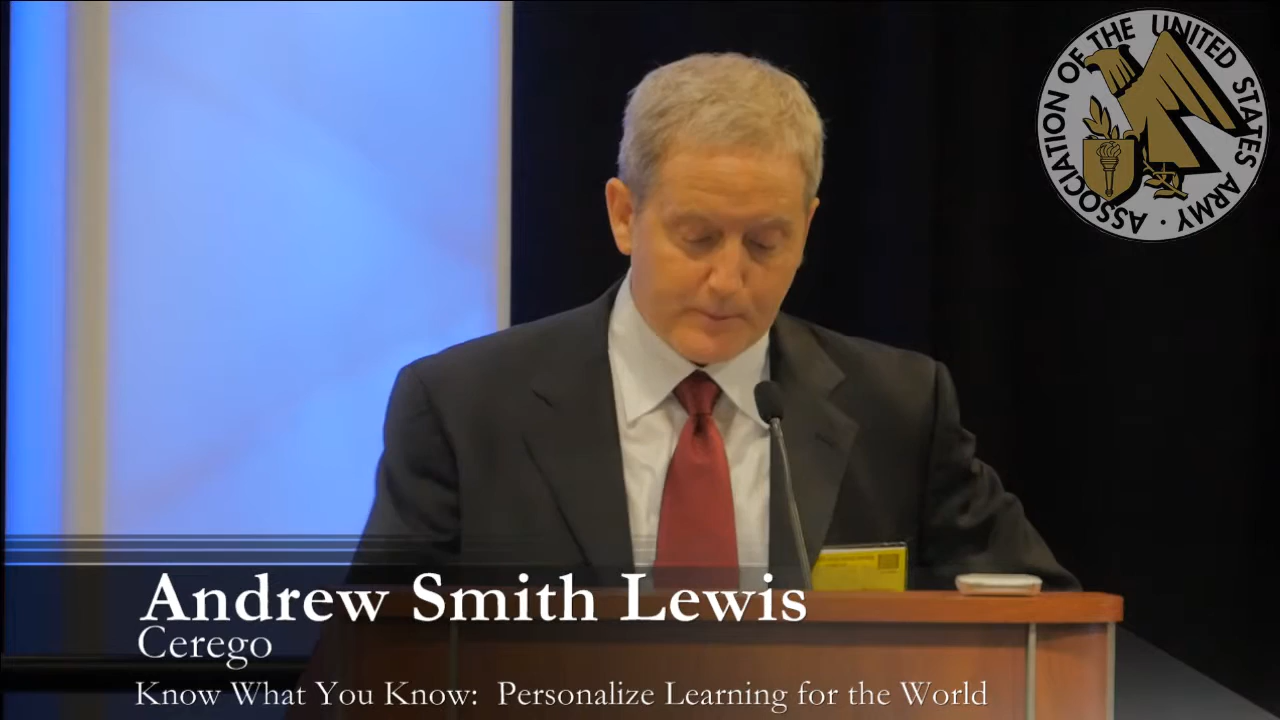 ASSOCIATION OF THE UNITED STATES ARMY ·
Andrew Smith Lewis
Cerego
Know What You Know: Personalize Learning for the World